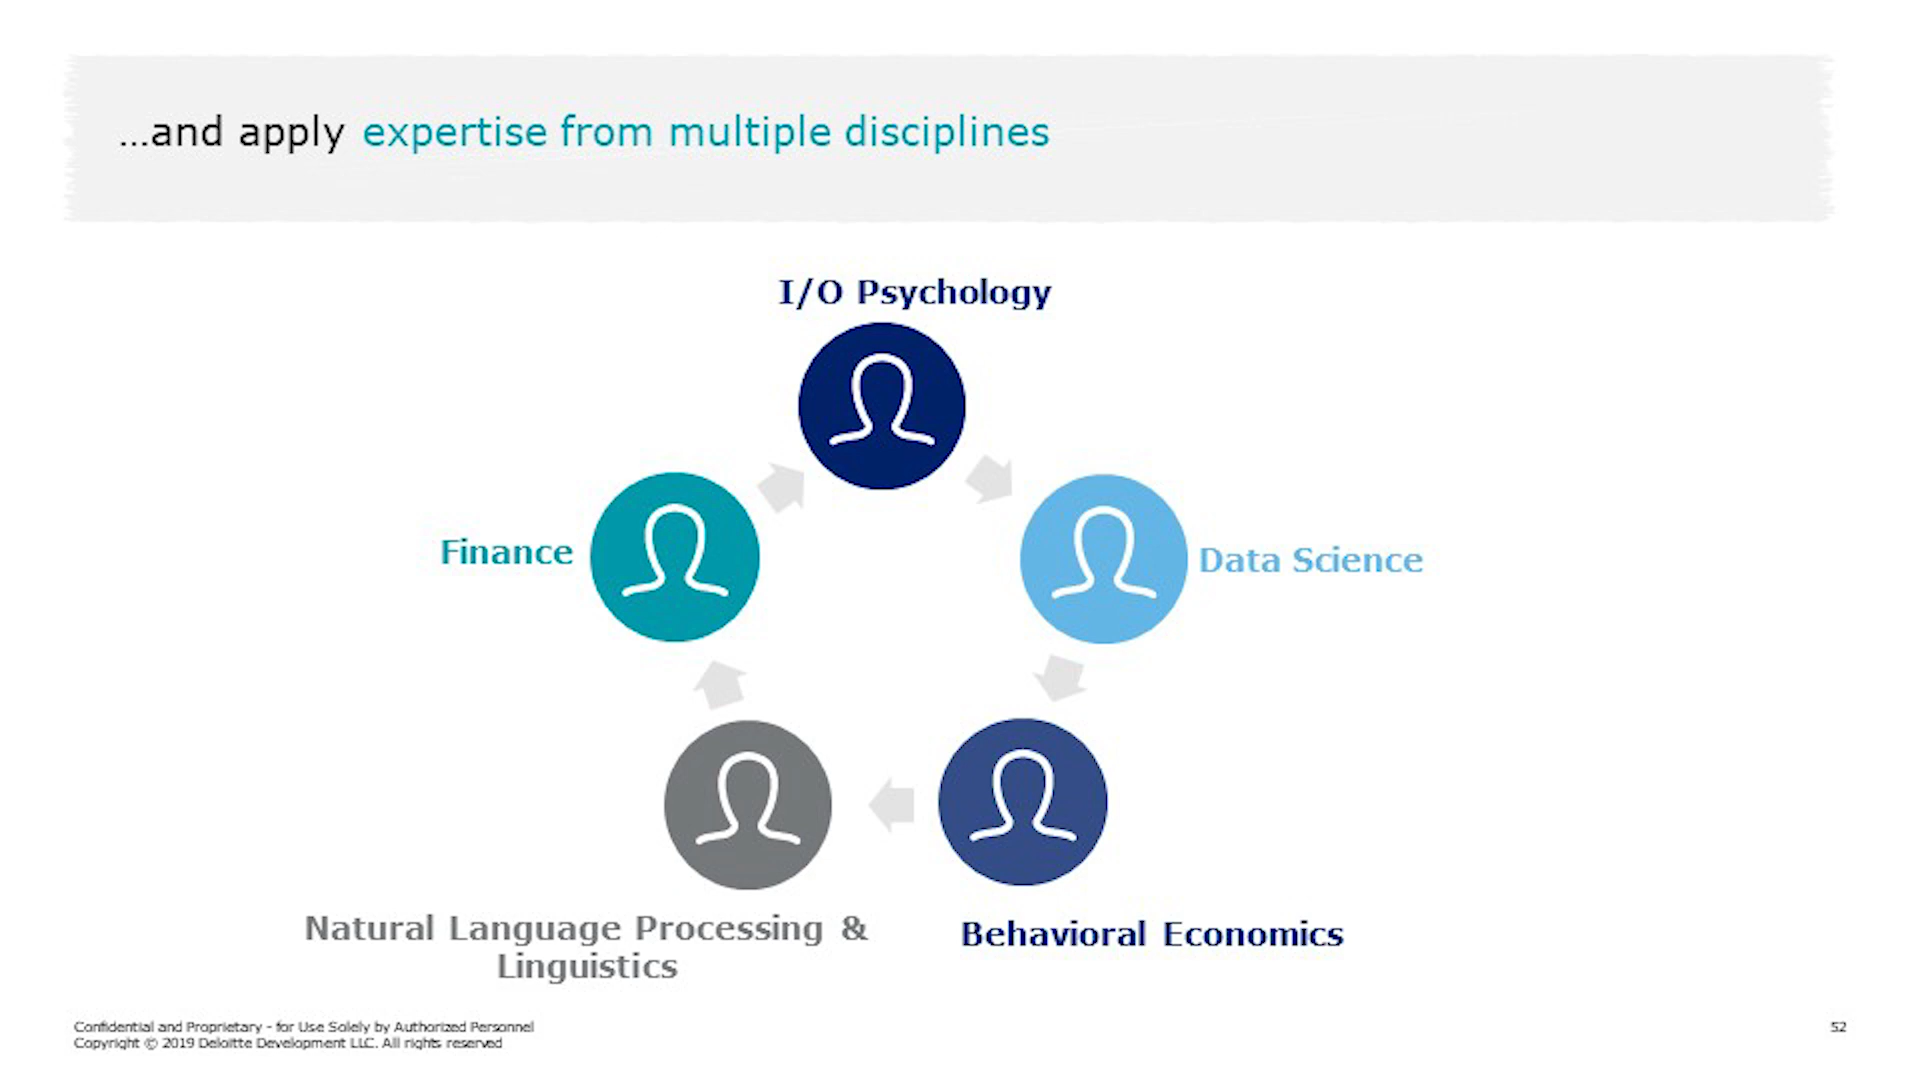 ...and apply expertise from multiple disciplines
I/O Psychology
Finance
Data Science
Natural Language Processing &
Linguistics
Behavioral Economics
Confidential and Proprietary - for Use Solely by Authorized Personnel
Copyright © 2019 Deloitte Development LLC. All rights reserved
52